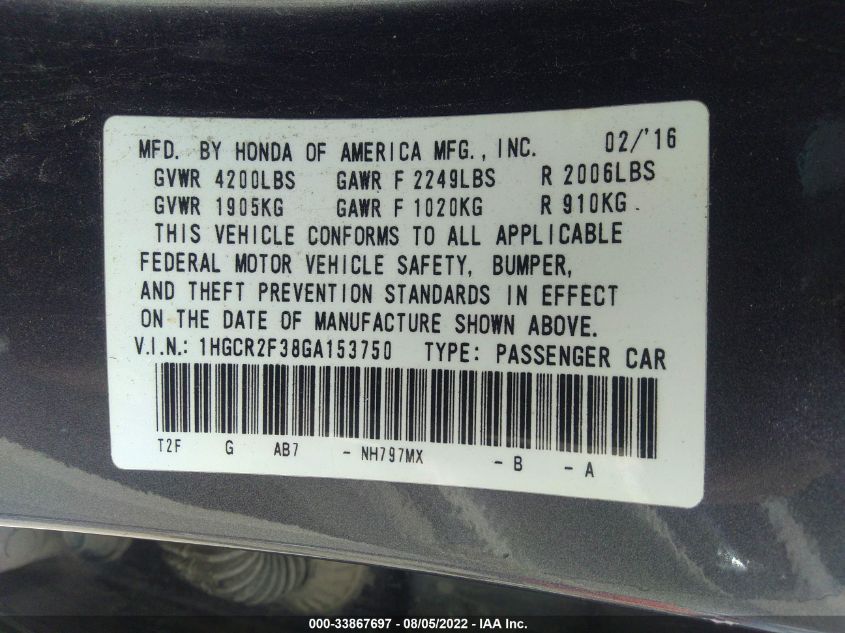 MFD. BY HONDA OF AMERICA MFG., INC. 02/'16
GVWR 4200LBS GAWR F 2249LBS R 2006LBS
GVWR 1905KG GAWR F 1020KG R 910KG
THIS VEHICLE CONFORMS TO ALL APPLICABLE
FEDERAL MOTOR VEHICLE SAFETY, BUMPER,
AND THEFT PREVENTION STANDARDS IN EFFECT
ON THE DATE OF MANUFACTURE SHOWN ABOVE.
V.I.N.: 1HGCR2F38GA153750 TYPE: PASSENGER CAR
T2F G AB7 - NH797MX - B - A
000-33867697 - 08/05/2022 - IAA Inc.